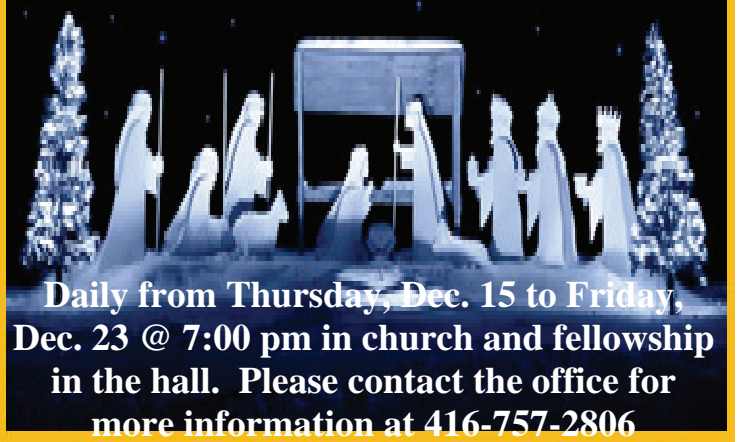 Daily from Thursday, Dec. 15 to Friday,
Dec. 23 @ 7:00 pm in church and fellowship
in the hall.  Please contact the office for
more information at 416-757-2806